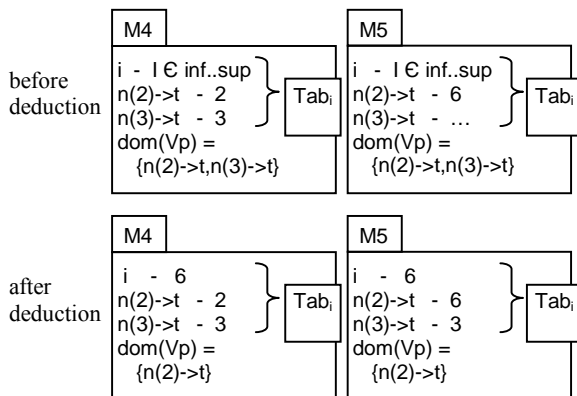 M4
i - I Є inf..sup
n(2)->t - 2
n(3)->t - 3
dom(Vp) =
{n(2)->t,n(3)->t}
Tabᵢ
M5
i - I Є inf..sup
n(2)->t - 6
n(3)->t - ...
dom(Vp) =
{n(2)->t,n(3)->t}
Tabᵢ
before
deduction
M4
i - 6
n(2)->t - 2
n(3)->t - 3
dom(Vp) =
{n(2)->t}
Tabᵢ
M5
i - 6
n(2)->t - 6
n(3)->t - 3
dom(Vp) =
{n(2)->t}
Tabᵢ
after
deduction